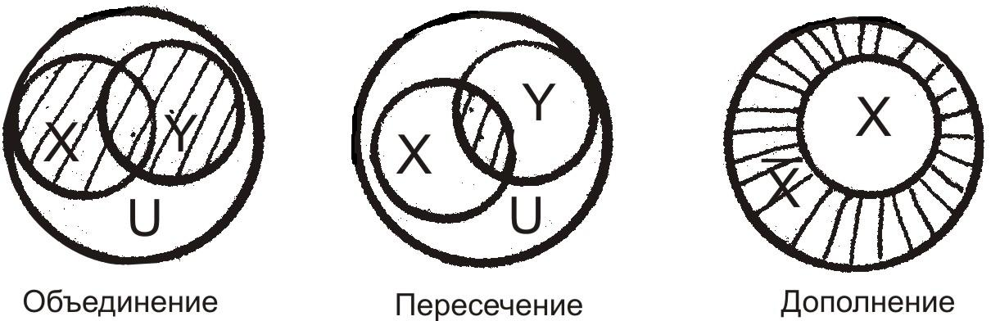 X Y
U
Объединение
X Y
U
Пересечение
X
X̅
Дополнение